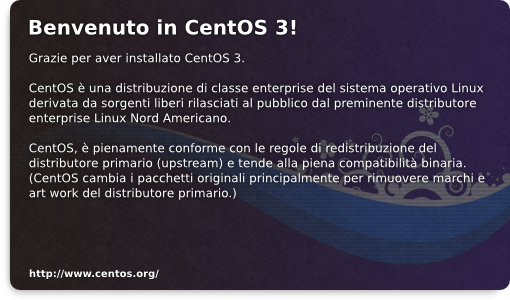 Benvenuto in CentOS 3!
Grazie per aver installato CentOS 3.
CentOS è una distribuzione di classe enterprise del sistema operativo Linux
derivata da sorgenti liberi rilasciati al pubblico dal preminente distributore
enterprise Linux Nord Americano.
CentOS, è pienamente conforme con le regole di redistribuzione del
distributore primario (upstream) e tende alla piena compatibilità binaria.
(CentOS cambia i pacchetti originali principalmente per rimuovere marchi e
art work del distributore primario.)
http://www.centos.org/